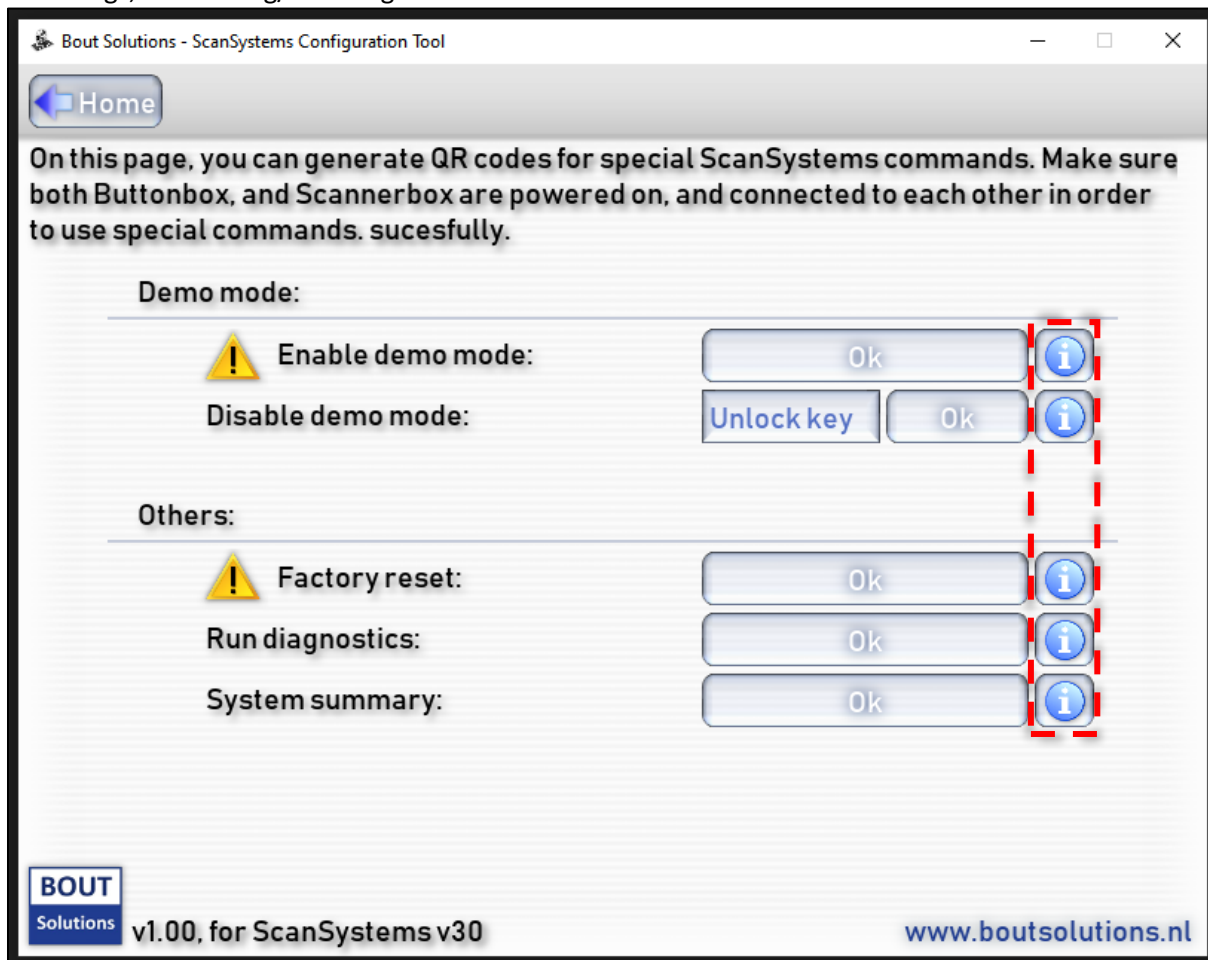 Bout Solutions - ScanSystems Configuration Tool
Home
On this page, you can generate QR codes for special ScanSystems commands. Make sure
both Buttonbox, and Scannerbox are powered on, and connected to each other in order
to use special commands. sucesfully.
Demo mode:
Enable demo mode: Ok
Disable demo mode: Unlock key Ok
Others:
Factory reset: Ok
Run diagnostics: Ok
System summary: Ok
BOUT
Solutions v1.00, for ScanSystems v30 www.boutsolutions.nl